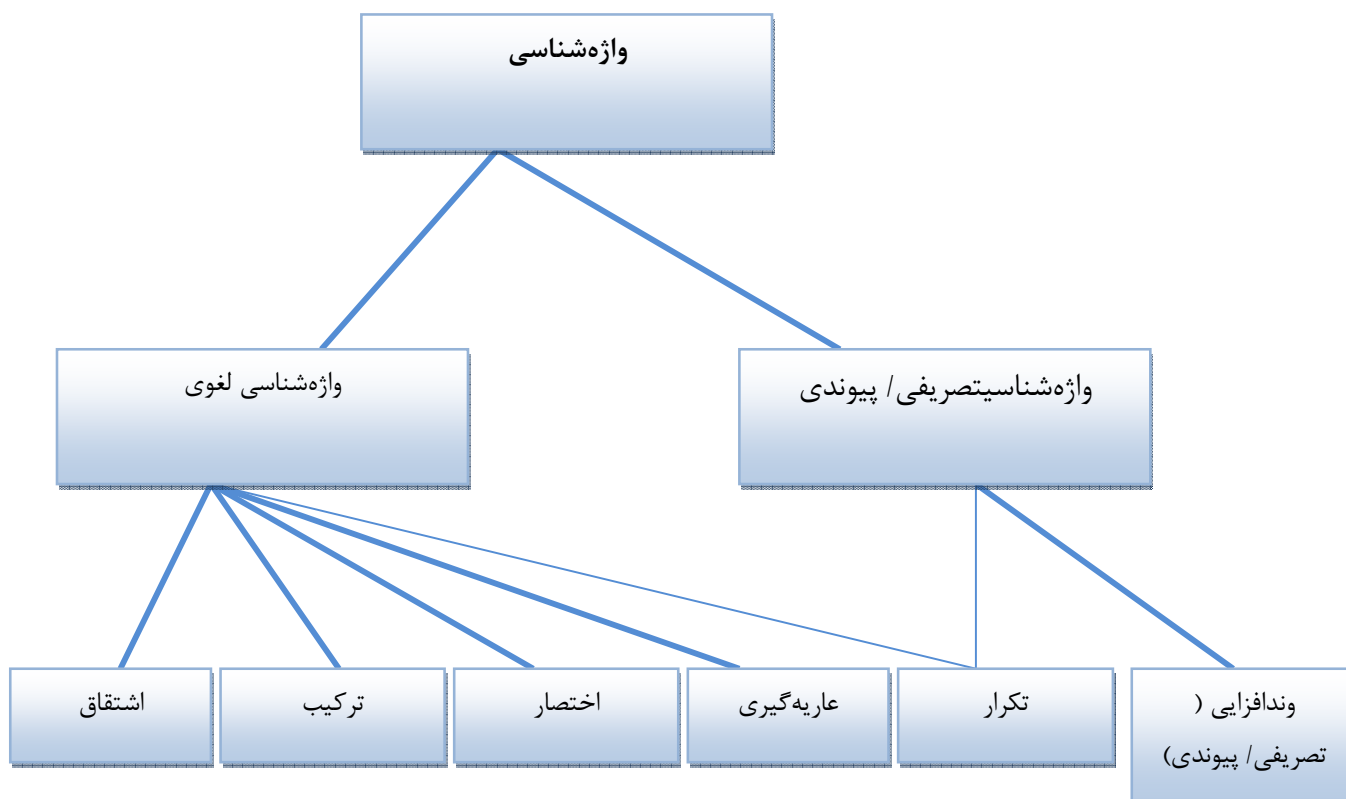 واژه‌شناسی
واژه‌شناسیتصریفی/ پیوندی
واژه‌شناسی لغوی
وندافزایی (
تصریفی/ پیوندی)
تکرار
عاریه‌گیری
اختصار
ترکیب
اشتقاق